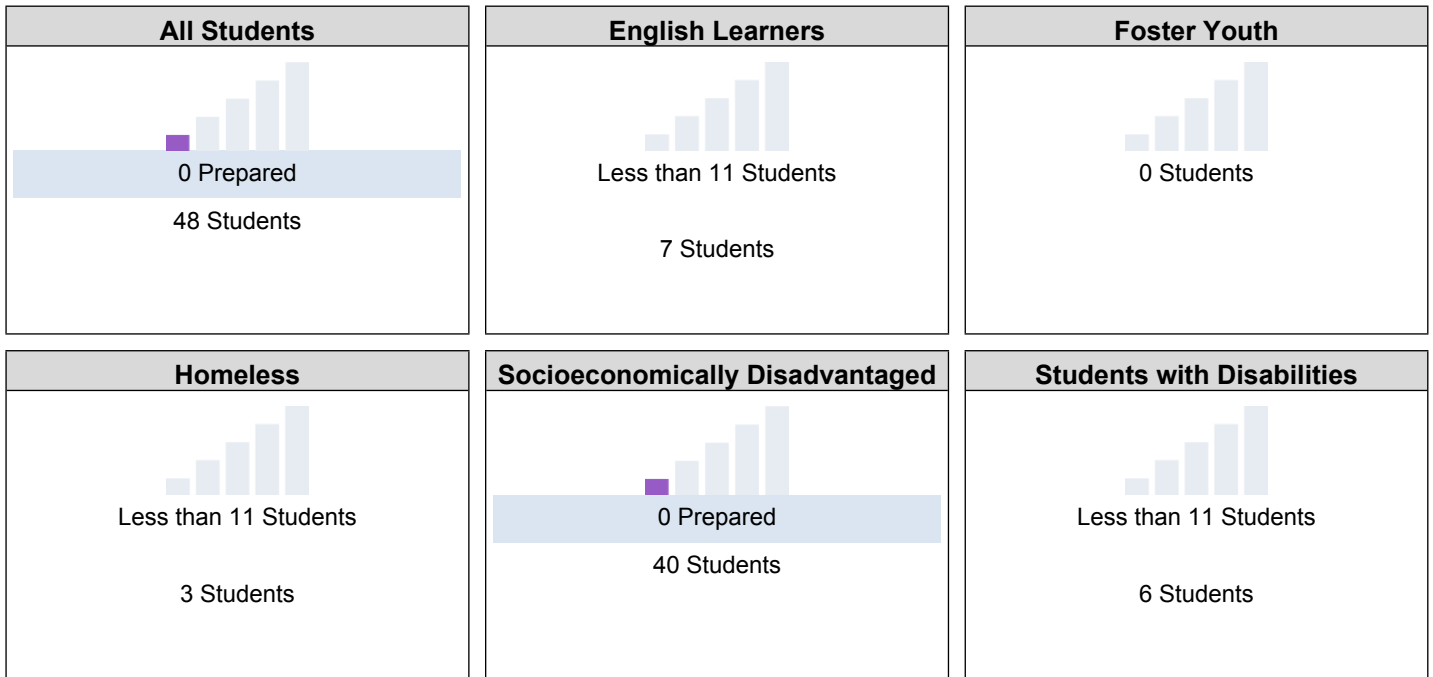 All Students
0 Prepared
48 Students
English Learners
Less than 11 Students
7 Students
Foster Youth
0 Students
Homeless
Less than 11 Students
3 Students
Socioeconomically Disadvantaged
0 Prepared
40 Students
Students with Disabilities
Less than 11 Students
6 Students